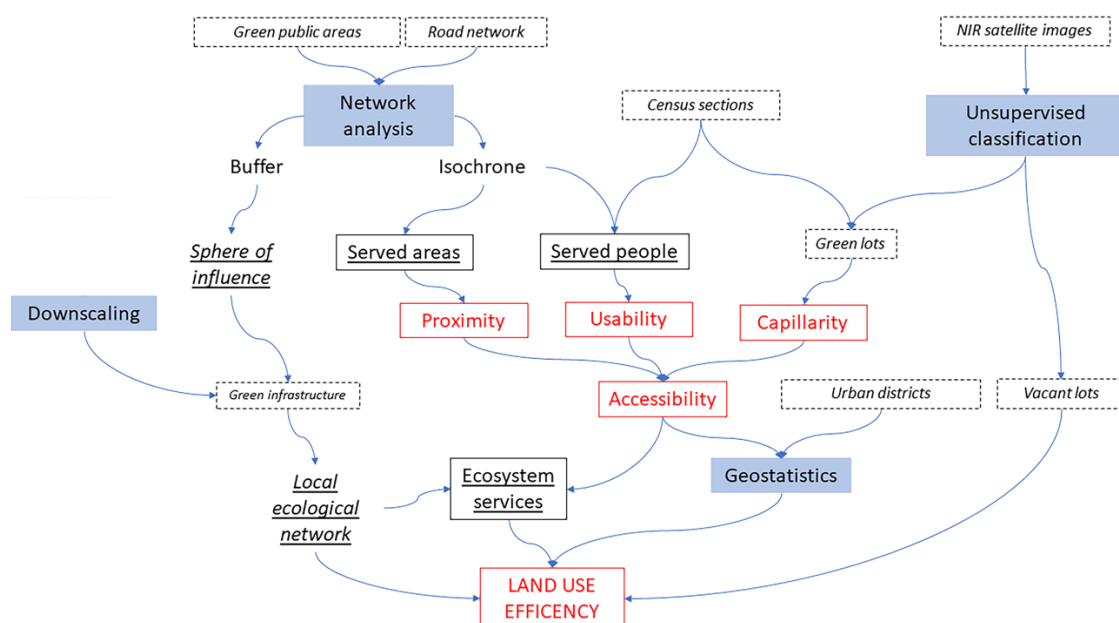 Green public areas
Road network
NIR satellite images
Network
analysis
Census sections
Unsupervised
classification
Buffer
Isochrone
Sphere of
influence
Served areas
Served people
Green lots
Downscaling
Proximity
Usability
Capillarity
Green infrastructure
Accessibility
Urban districts
Vacant lots
Local
ecological
network
Ecosystem
services
Geostatistics
LAND USE
EFFICENCY